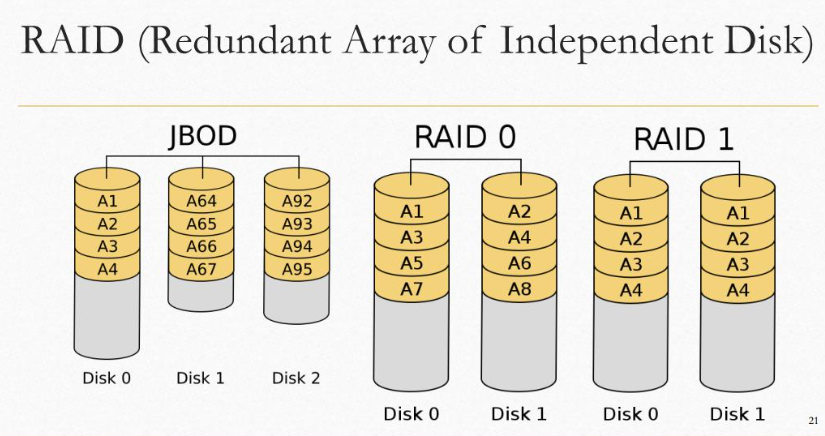 RAID (Redundant Array of Independent Disk)
JBOD
A1 A64 A92
A2 A65 A93
A3 A66 A94
A4 A67 A95
Disk 0 Disk 1 Disk 2
RAID 0
A1 A2
A3 A4
A5 A6
A7 A8
Disk 0 Disk 1
RAID 1
A1 A1
A2 A2
A3 A3
A4 A4
Disk 0 Disk 1
21